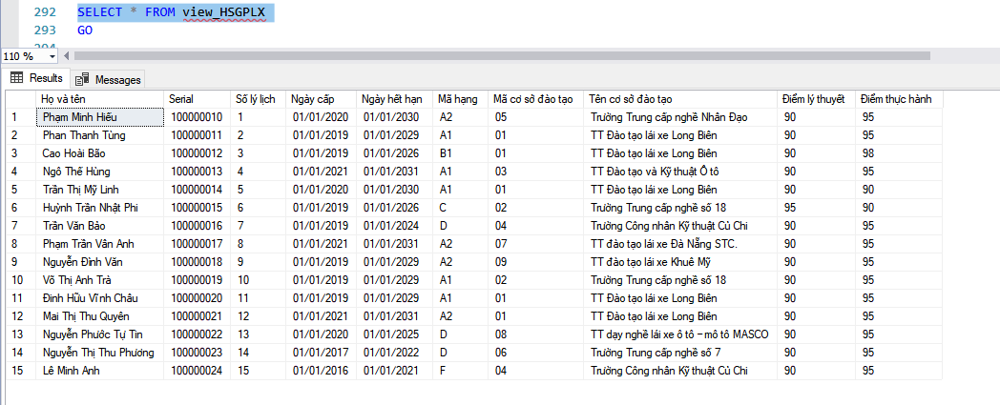 292 SELECT * FROM view_HSGPLX
293 GO
110 %
Results Messages
Họ và tên Serial Số lý lịch Ngày cấp Ngày hết hạn Mã hạng Mã cơ sở đào tạo Tên cơ sở đào tạo Điểm lý thuyết Điểm thực hành
1 Phạm Minh Hiếu 100000010 1 01/01/2020 01/01/2030 A2 05 Trường Trung cấp nghề Nhân Đạo 90 95
2 Phan Thanh Tùng 100000011 2 01/01/2019 01/01/2029 A1 01 TT Đào tạo lái xe Long Biên 90 95
3 Cao Hoài Bão 100000012 3 01/01/2019 01/01/2026 B1 01 TT Đào tạo lái xe Long Biên 90 98
4 Ngô Thế Hùng 100000013 4 01/01/2021 01/01/2031 A1 03 TT Đào tạo và Kỹ thuật Ô tô 90 95
5 Trần Thị Mỹ Linh 100000014 5 01/01/2020 01/01/2030 A1 01 TT Đào tạo lái xe Long Biên 90 95
6 Huỳnh Trần Nhật Phi 100000015 6 01/01/2019 01/01/2026 C 02 Trường Trung cấp nghề số 18 95 90
7 Trần Văn Bảo 100000016 7 01/01/2019 01/01/2024 D 04 Trường Công nhân Kỹ thuật Củ Chi 90 95
8 Phạm Trần Vân Anh 100000017 8 01/01/2021 01/01/2031 A2 07 TT đào tạo lái xe Đà Nẵng STC. 90 95
9 Nguyễn Đình Văn 100000018 9 01/01/2019 01/01/2029 A2 09 TT đào tạo lái xe Khuê Mỹ 90 95
10 Võ Thị Anh Trà 100000019 10 01/01/2019 01/01/2029 A1 02 Trường Trung cấp nghề số 18 90 95
11 Đinh Hữu Vĩnh Châu 100000020 11 01/01/2019 01/01/2029 A1 01 TT Đào tạo lái xe Long Biên 90 95
12 Mai Thị Thu Quyên 100000021 12 01/01/2021 01/01/2031 A2 01 TT Đào tạo lái xe Long Biên 90 95
13 Nguyễn Phước Tự Tin 100000022 13 01/01/2020 01/01/2025 D 08 TT dạy nghề lái xe ô tô – mô tô MASCO 90 95
14 Nguyễn Thị Thu Phương 100000023 14 01/01/2017 01/01/2022 D 06 Trường Trung cấp nghề số 7 90 95
15 Lê Minh Anh 100000024 15 01/01/2016 01/01/2021 F 04 Trường Công nhân Kỹ thuật Củ Chi 90 95